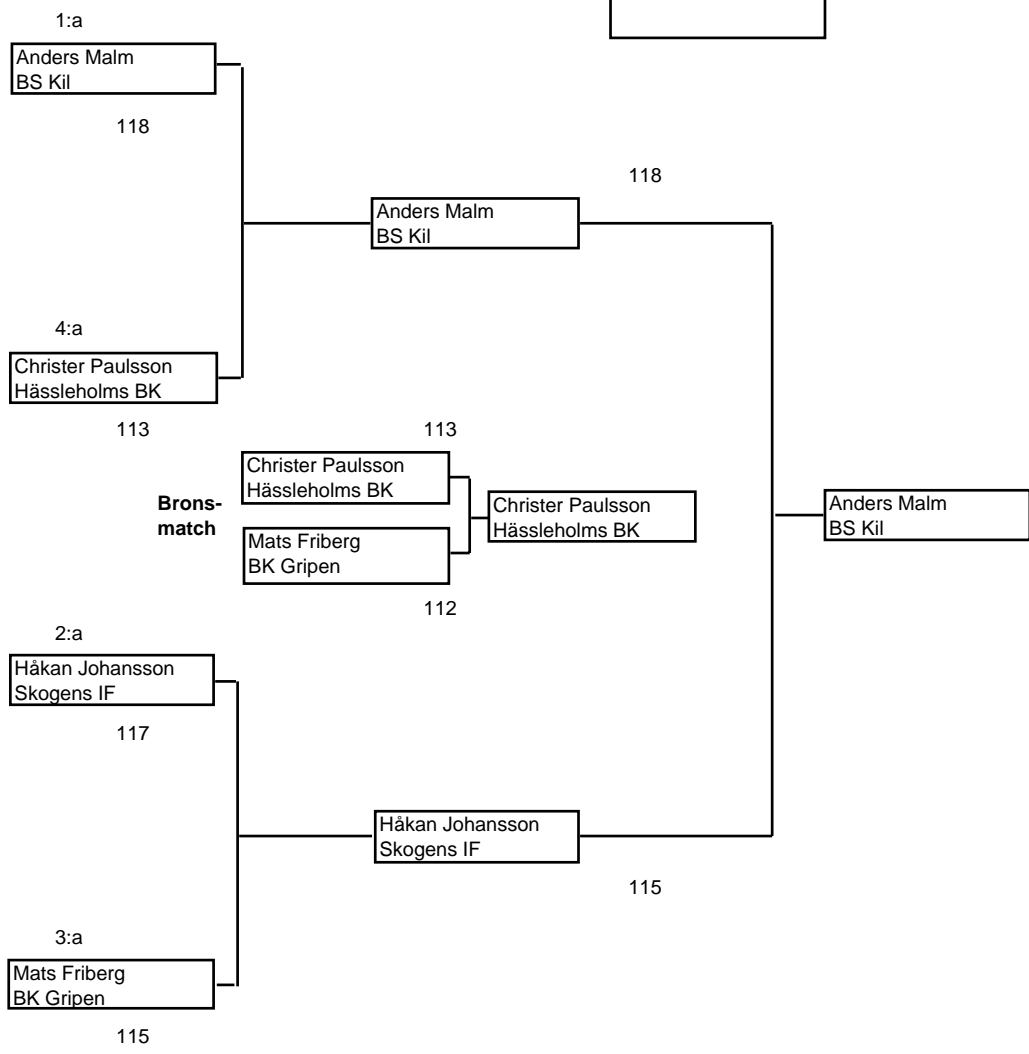 1:a
Anders Malm
BS Kil
118
118
Anders Malm
BS Kil
4:a
Christer Paulsson
Hässleholms BK
113
113
Brons-
match
Christer Paulsson
Hässleholms BK
Christer Paulsson
Hässleholms BK
Anders Malm
BS Kil
Mats Friberg
BK Gripen
112
2:a
Håkan Johansson
Skogens IF
117
Håkan Johansson
Skogens IF
115
3:a
Mats Friberg
BK Gripen
115